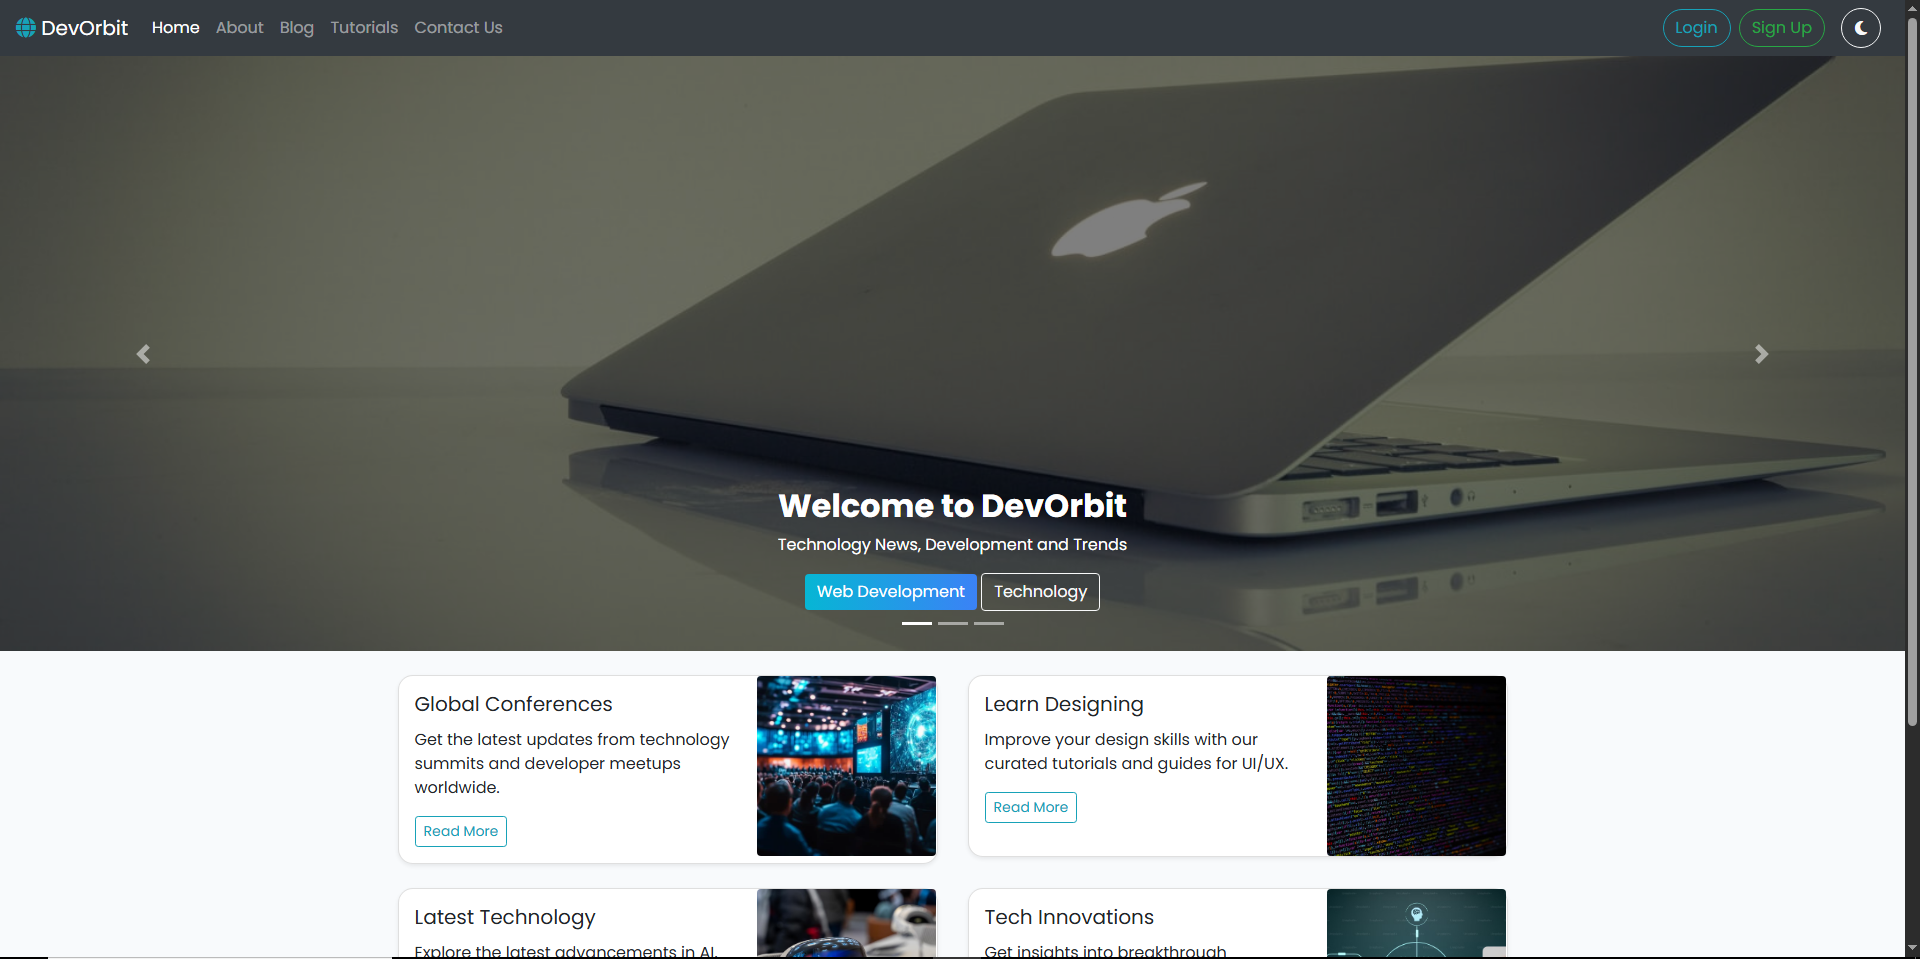 DevOrbit Home About Blog Tutorials Contact Us Login Sign Up
Welcome to DevOrbit
Technology News, Development and Trends
Web Development Technology
Global Conferences
Get the latest updates from technology
summits and developer meetups
worldwide.
Read More
Learn Designing
Improve your design skills with our
curated tutorials and guides for UI/UX.
Read More
Latest Technology
Explore the latest advancements in AI,
Tech Innovations
Get insights into breakthrough